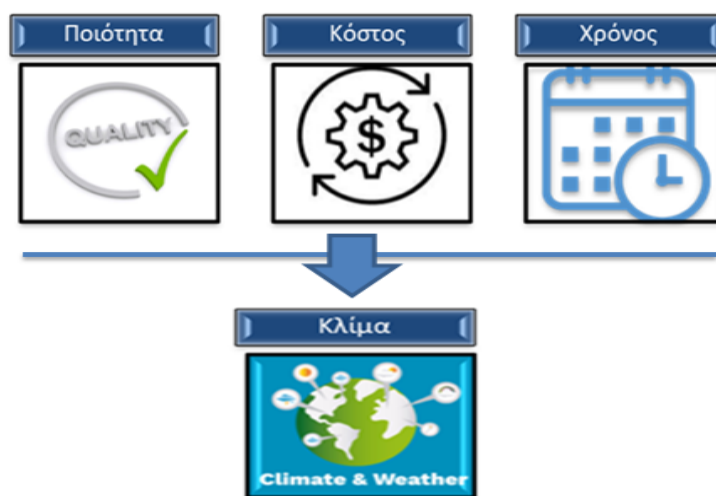 Ποιότητα
Κόστος
Χρόνος
QUALITY
$
Κλίμα
Climate & Weather